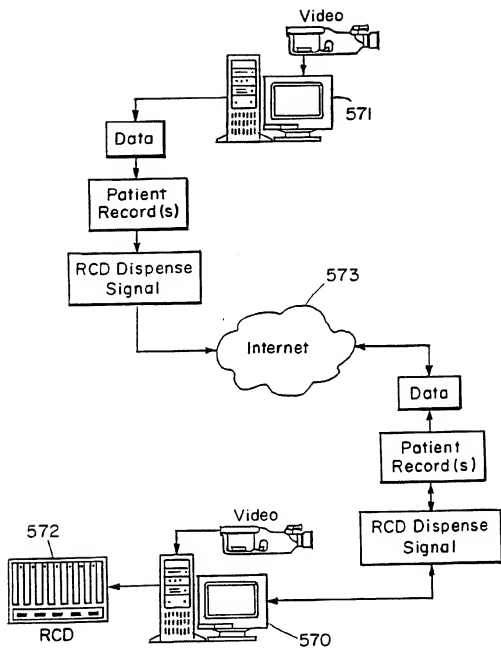 Video
571
Data
Patient
Record(s)
RCD Dispense
Signal
573
Internet
Data
Patient
Record(s)
Video
RCD Dispense
Signal
572
RCD
570